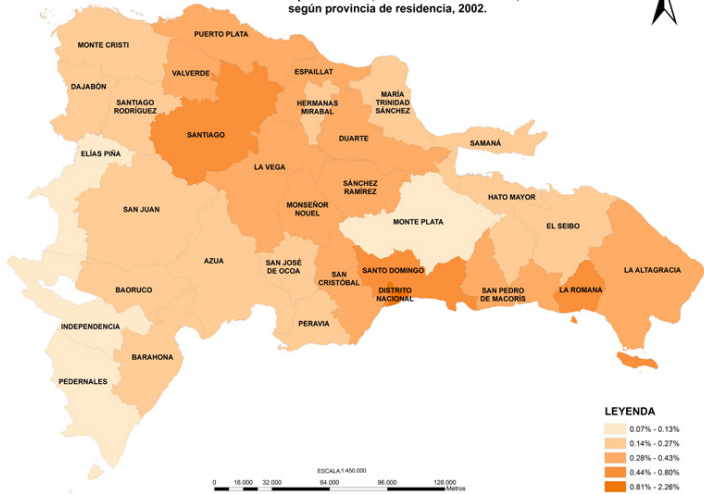 según provincia de residencia, 2002.
PUERTO PLATA
MONTE CRISTI
VALVERDE
ESPAILLAT
DAJABÓN
SANTIAGO
RODRÍGUEZ
HERMANAS
MIRABAL
MARÍA
TRINIDAD
SÁNCHEZ
SANTIAGO
DUARTE
SAMANÁ
ELÍAS PIÑA
LA VEGA
SÁNCHEZ
RAMÍREZ
HATO MAYOR
SAN JUAN
MONSEÑOR
NOUEL
MONTE PLATA
EL SEIBO
AZUA
SAN JOSÉ
DE OCOA
SAN
CRISTÓBAL
SANTO DOMINGO
DISTRITO
NACIONAL
SAN PEDRO
DE MACORÍS
LA ROMANA
LA ALTAGRACIA
BAORUCO
INDEPENDENCIA
PERAVIA
BARAHONA
PEDERNALES
LEYENDA
0.07% - 0.13%
0.14% - 0.27%
0.28% - 0.43%
0.44% - 0.80%
0.81% - 2.26%
ESCALA:1:450.000
0 16.000 32.000 64.000 96.000 128.000
Metros